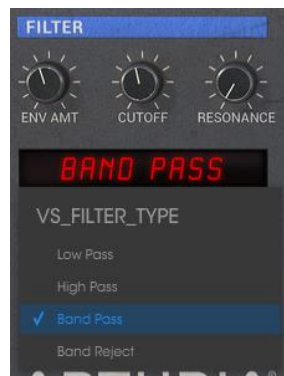 FILTER
ENV AMT CUTOFF RESONANCE
BAND PASS
VS_FILTER_TYPE
Low Pass
High Pass
Band Pass
Band Reject